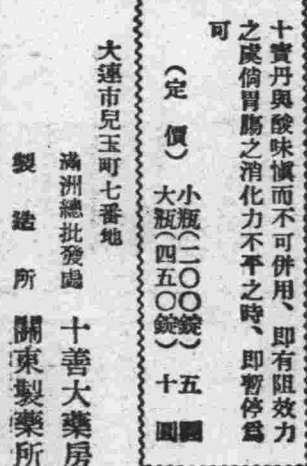 十寶丹與酸味愼而不可併用、即有阻效力
之虞倘胃腸之消化力不平之時、即暫停爲
可
（定價）
小瓶（二〇〇錠）五圓
大瓶（四五〇錠）十圓
大連市兒玉町七番地
滿洲總批發處 十善大藥房
製造所 關東製藥所